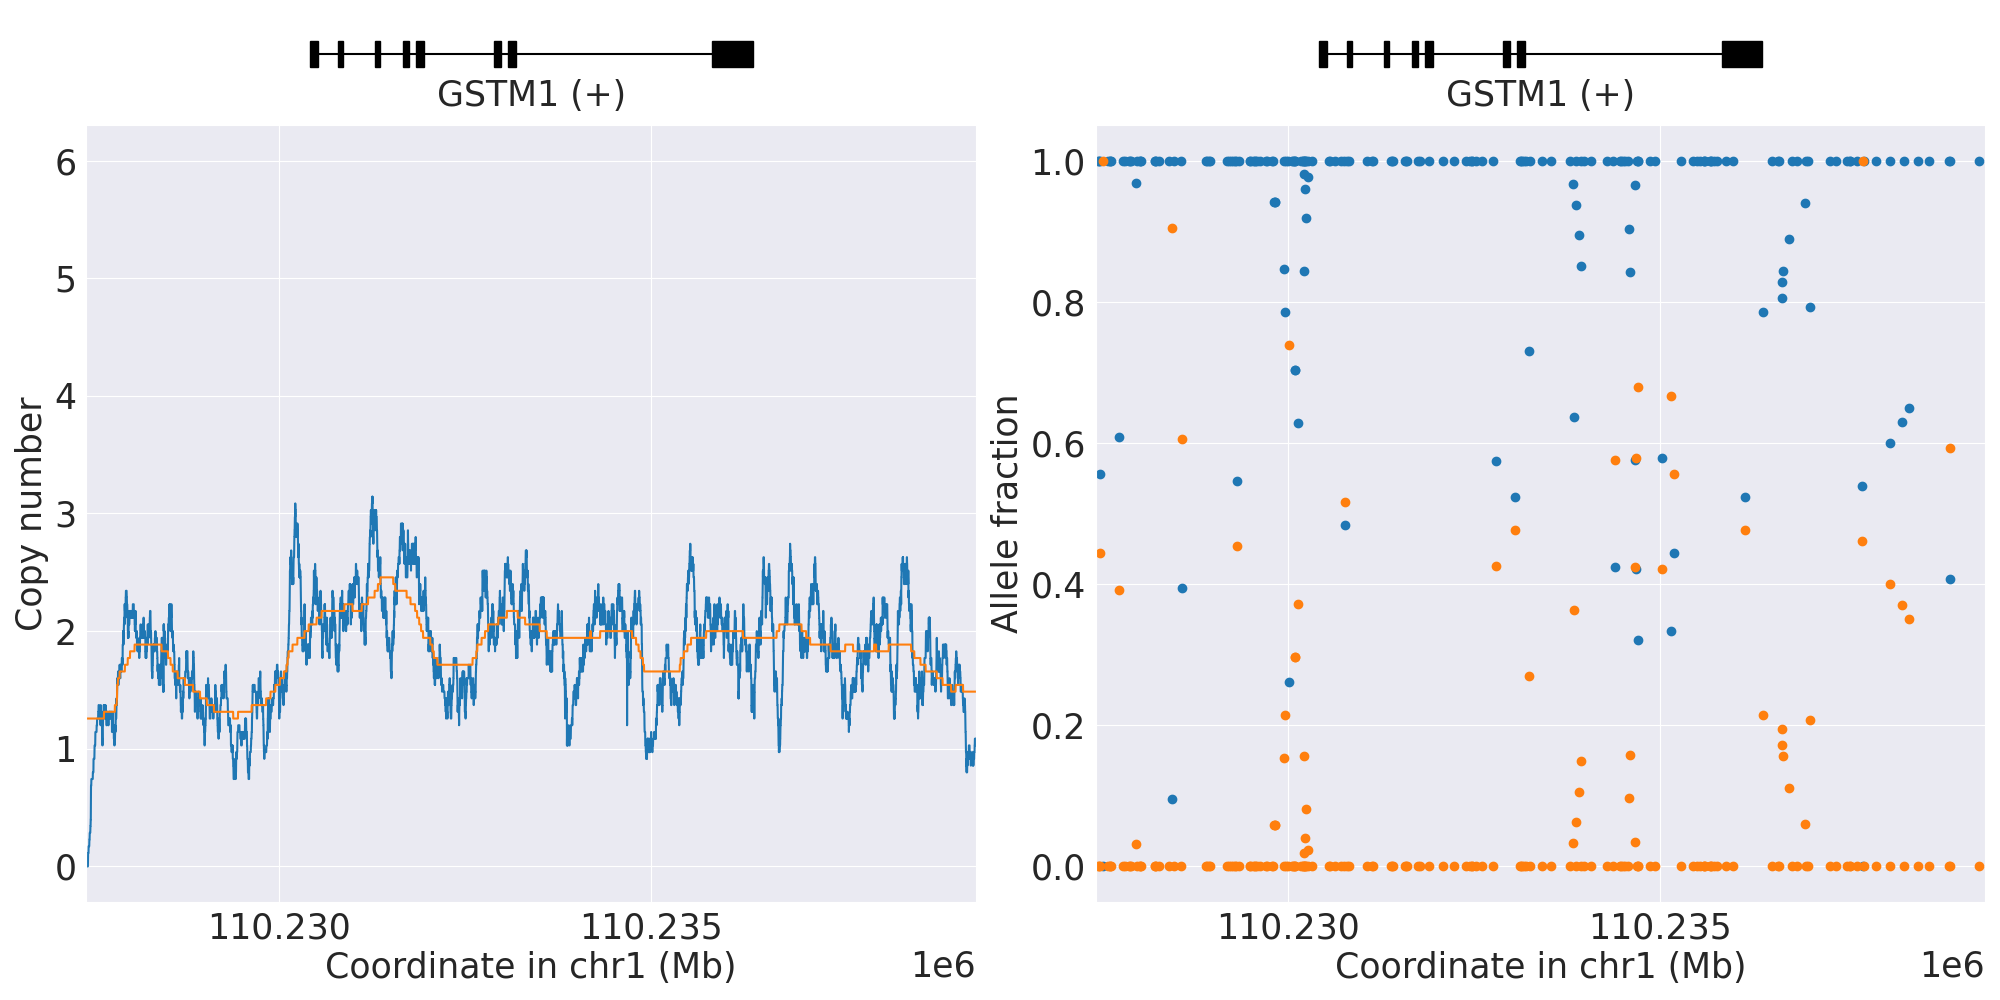 GSTM1 (+)
6
5
4
3
2
1
0
Copy number
110.230
110.235
Coordinate in chr1 (Mb)
1e6
GSTM1 (+)
1.0
0.8
0.6
0.4
0.2
0.0
Allele fraction
110.230
110.235
Coordinate in chr1 (Mb)
1e6